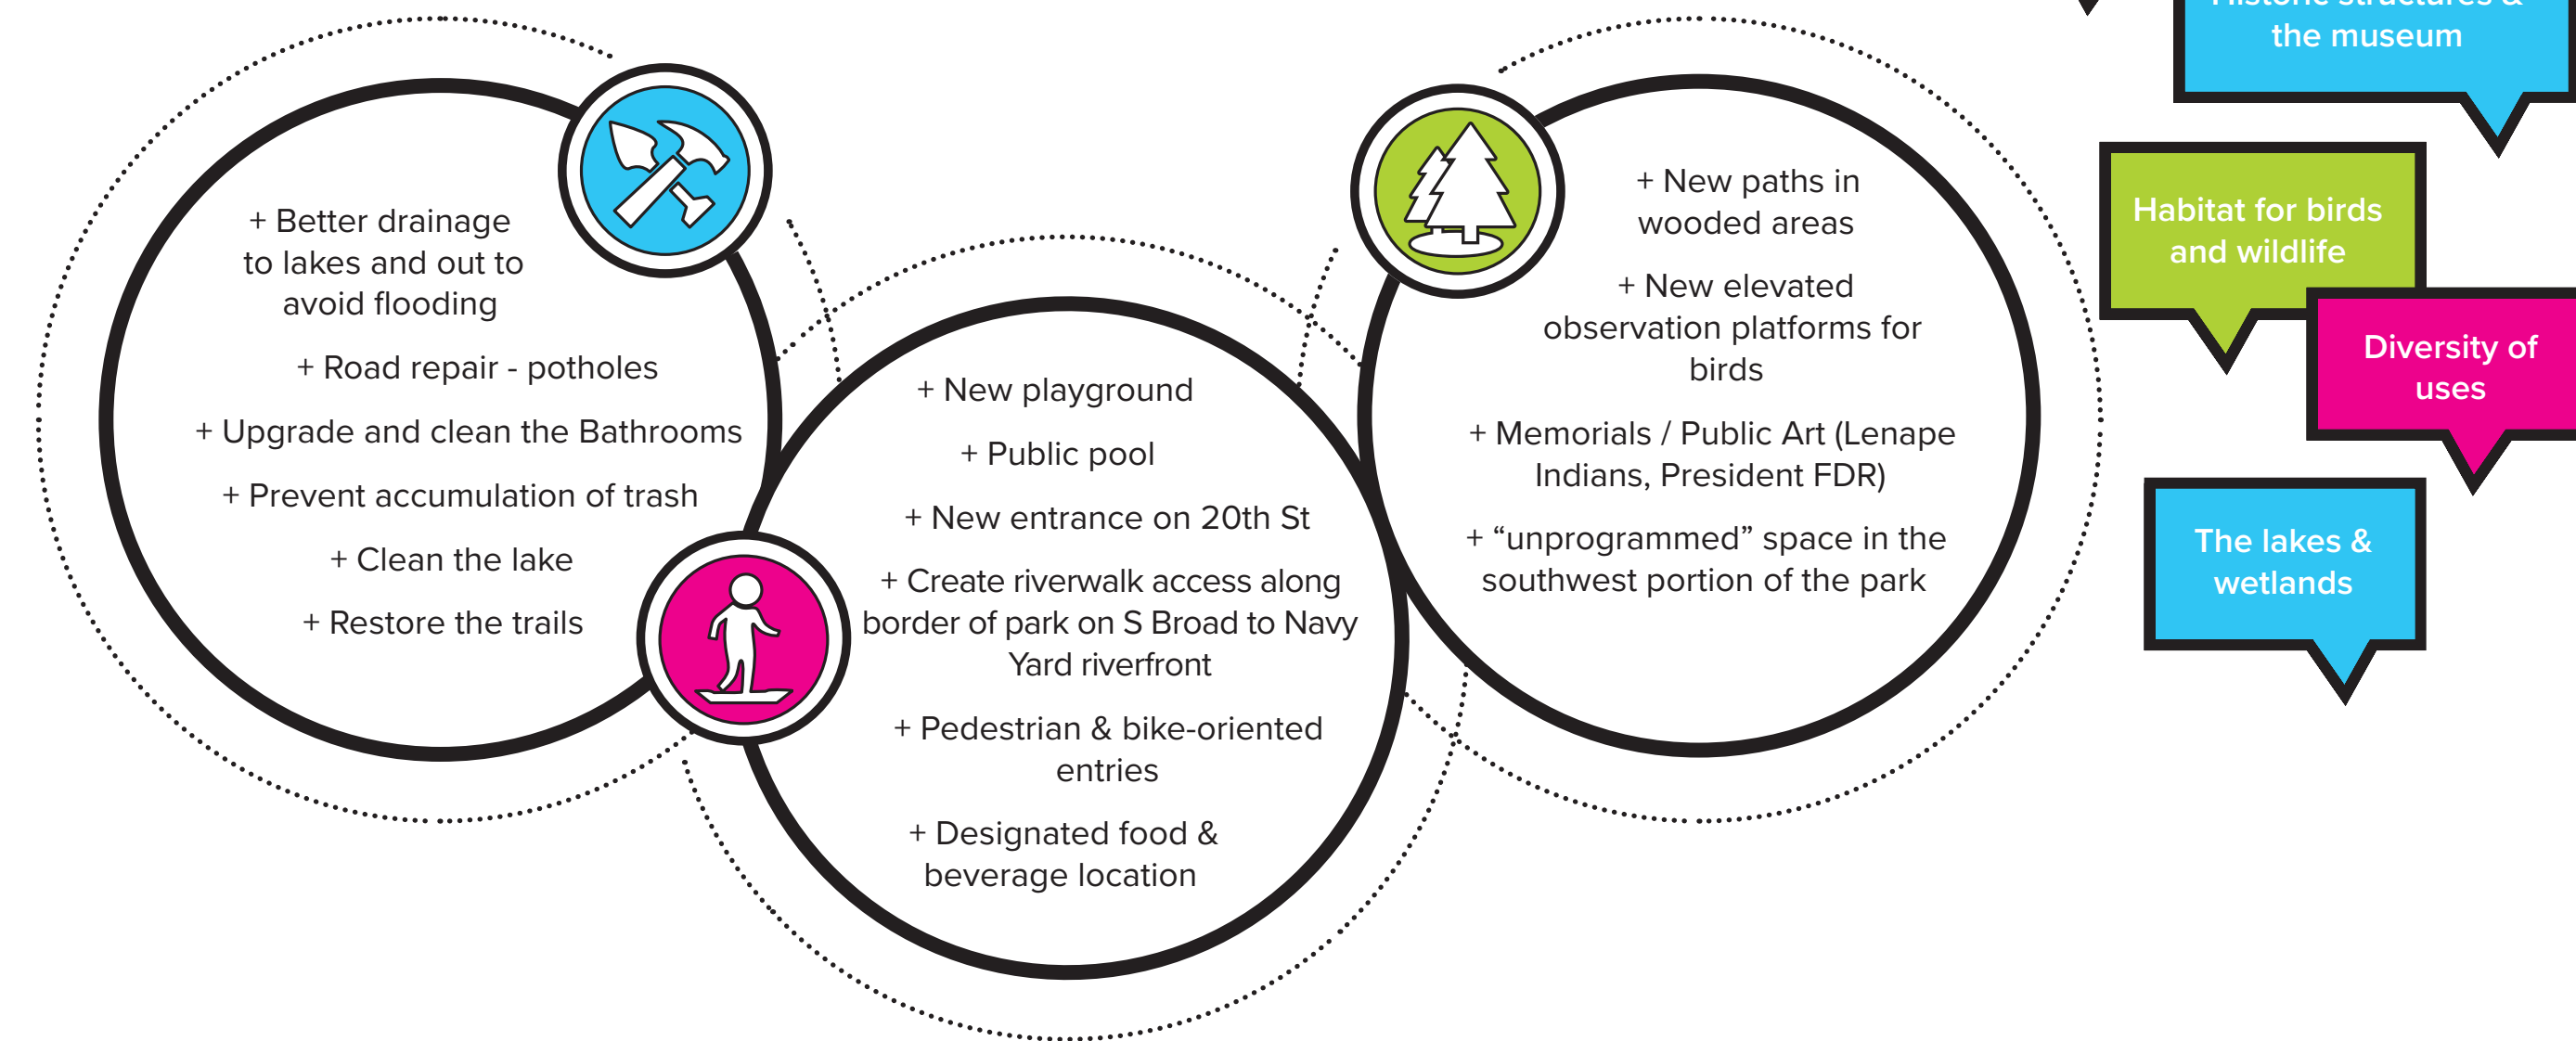 + Better drainage
to lakes and out to
avoid flooding
+ Road repair - potholes
+ Upgrade and clean the Bathrooms
+ Prevent accumulation of trash
+ Clean the lake
+ Restore the trails
+ New playground
+ Public pool
+ New entrance on 20th St
+ Create riverwalk access along
border of park on S Broad to Navy
Yard riverfront
+ Pedestrian & bike-oriented
entries
+ Designated food &
beverage location
+ New paths in
wooded areas
+ New elevated
observation platforms for
birds
+ Memorials / Public Art (Lenape
Indians, President FDR)
+ “unprogrammed” space in the
southwest portion of the park
Historic structures &
the museum
Habitat for birds
and wildlife
Diversity of
uses
The lakes &
wetlands